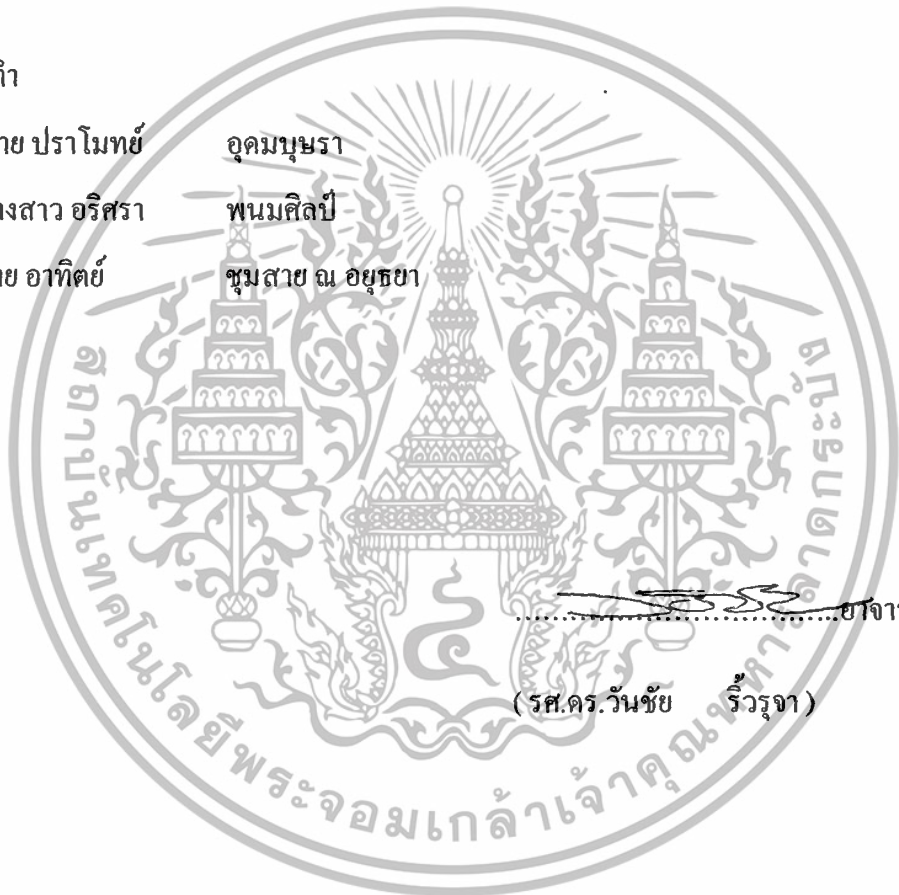 ทำ
าย ปราโมทย์ อุดมบุษรา
างสาว อริศรา พนมศิลป์
าย อาทิตย์ ชุมสาย ณ อยุธยา
สถาบันเทคโนโลยีพระจอมเกล้าเจ้าคุณทหารลาดกระบัง
๔
อาจาร
(รศ.ดร.วันชัย ริ้วรุจา)